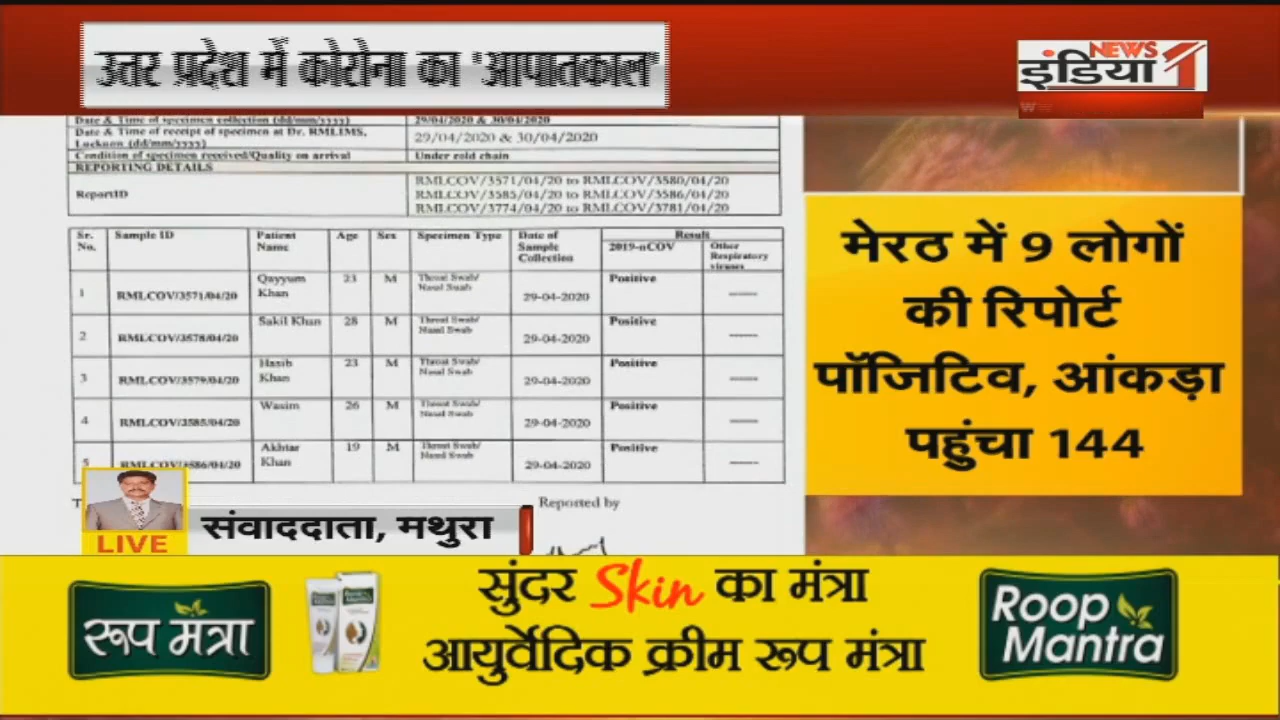 उत्तर प्रदेश में कोरोना का 'आपातकाल'
NEWS
इंडिया 1
Date & Time of specimen collection (dd/mm/yyyy) 29/04/2020 & 30/04/2020
Date & Time of receipt of specimen at Dr. RMLIMS, Lucknow (dd/mm/yyyy) 29/04/2020 & 30/04/2020
Condition of specimen received/Quality on arrival Under cold chain
REPORTING DETAILS
ReportID RMLCOV/3571/04/20 to RMLCOV/3580/04/20
RMLCOV/3585/04/20 to RMLCOV/3586/04/20
RMLCOV/3774/04/20 to RMLCOV/3781/04/20
Sr. No. Sample ID Patient Name Age Sex Specimen Type Date of Sample Collection Result
2019-nCOV Other Respiratory viruses
1 RMLCOV/3571/04/20 Qayyum Khan 23 M Throat Swab/ Nasal Swab 29-04-2020 Positive
2 RMLCOV/3578/04/20 Sakil Khan 28 M Throat Swab/ Nasal Swab 29-04-2020 Positive
3 RMLCOV/3579/04/20 Hasib Khan 23 M Throat Swab/ Nasal Swab 29-04-2020 Positive
4 RMLCOV/3585/04/20 Wasim 26 M Throat Swab/ Nasal Swab 29-04-2020 Positive
5 RMLCOV/3586/04/20 Akhtar Khan 19 M Throat Swab/ Nasal Swab 29-04-2020 Positive
Reported by
मेरठ में 9 लोगों
की रिपोर्ट
पॉजिटिव, आंकड़ा
पहुंचा 144
LIVE
संवाददाता, मथुरा
रूप मंत्रा
सुंदर Skin का मंत्रा
आयुर्वेदिक क्रीम रूप मंत्रा
Roop
Mantra